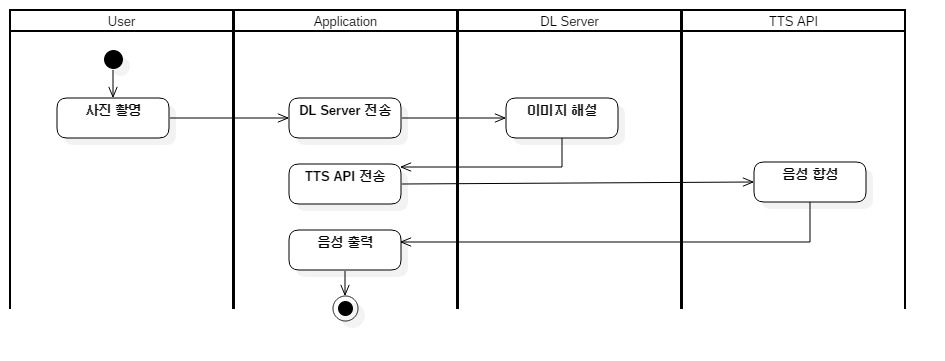 User
Application
DL Server
TTS API
사진 촬영
DL Server 전송
이미지 해설
TTS API 전송
음성 합성
음성 출력